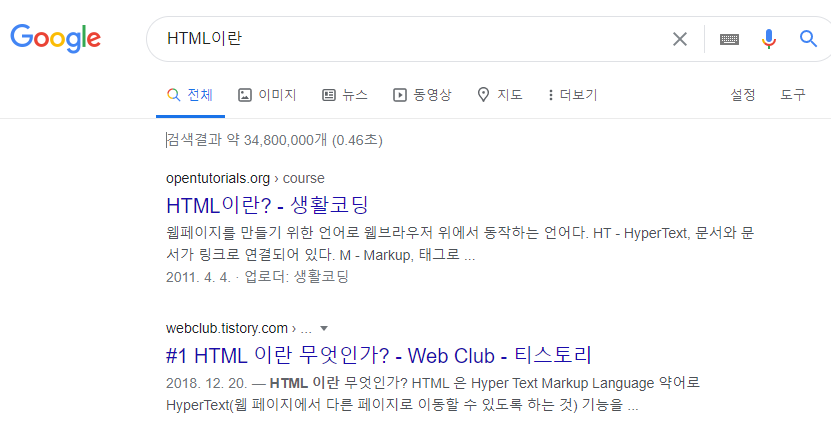 Google
HTML이란
전체 이미지 뉴스 동영상 지도 더보기 설정 도구
검색결과 약 34,800,000개 (0.46초)
opentutorials.org › course
HTML이란? - 생활코딩
웹페이지를 만들기 위한 언어로 웹브라우저 위에서 동작하는 언어다. HT - HyperText, 문서와 문
서가 링크로 연결되어 있다. M - Markup, 태그로 ...
2011. 4. 4. · 업로더: 생활코딩
webclub.tistory.com › ...
#1 HTML 이란 무엇인가? - Web Club - 티스토리
2018. 12. 20. — HTML 이란 무엇인가? HTML 은 Hyper Text Markup Language 약어로
HyperText(웹 페이지에서 다른 페이지로 이동할 수 있도록 하는 것) 기능을 ...